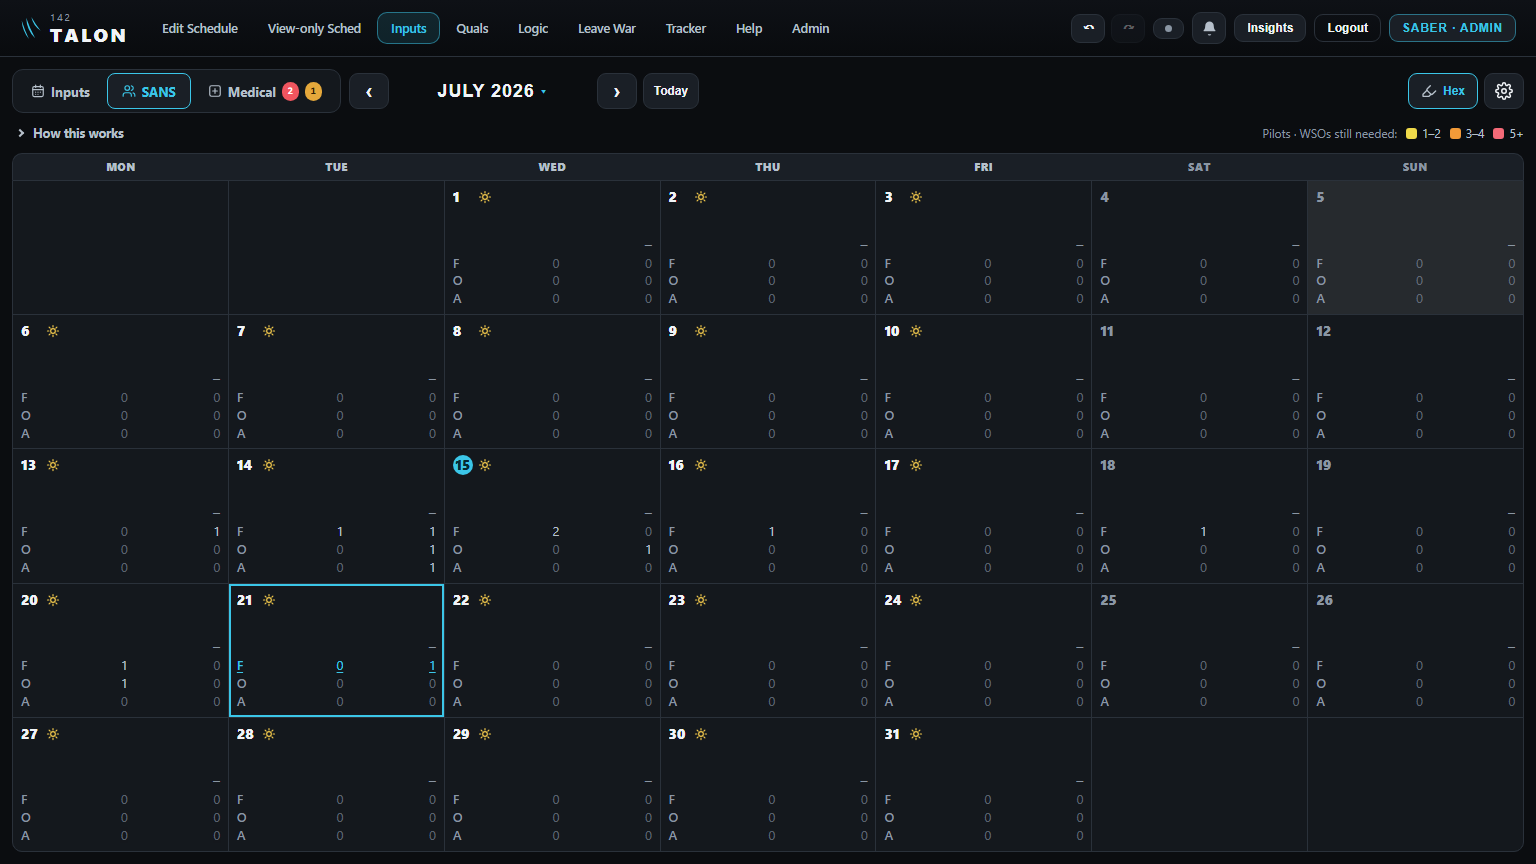 142
TALON
Edit Schedule View-only Sched Inputs Quals Logic Leave War Tracker Help Admin Insights Logout SABER · ADMIN
Inputs SANS Medical 2 1 ‹ JULY 2026 › Today Hex
How this works Pilots · WSOs still needed: 1–2 3–4 5+
MON TUE WED THU FRI SAT SUN
1 2 3 4 5
– – – – –
F 0 0 F 0 0 F 0 0 F 0 0 F 0 0
O 0 0 O 0 0 O 0 0 O 0 0 O 0 0
A 0 0 A 0 0 A 0 0 A 0 0 A 0 0
6 7 8 9 10 11 12
– – – – – – –
F 0 0 F 0 0 F 0 0 F 0 0 F 0 0 F 0 0 F 0 0
O 0 0 O 0 0 O 0 0 O 0 0 O 0 0 O 0 0 O 0 0
A 0 0 A 0 0 A 0 0 A 0 0 A 0 0 A 0 0 A 0 0
13 14 15 16 17 18 19
– – – – – – –
F 0 1 F 1 1 F 2 0 F 1 0 F 0 0 F 1 0 F 0 0
O 0 0 O 0 1 O 0 1 O 0 0 O 0 0 O 0 0 O 0 0
A 0 0 A 0 1 A 0 0 A 0 0 A 0 0 A 0 0 A 0 0
20 21 22 23 24 25 26
– – – – – – –
F 1 0 F 0 1 F 0 0 F 0 0 F 0 0 F 0 0 F 0 0
O 1 0 O 0 0 O 0 0 O 0 0 O 0 0 O 0 0 O 0 0
A 0 0 A 0 0 A 0 0 A 0 0 A 0 0 A 0 0 A 0 0
27 28 29 30 31
– – – – –
F 0 0 F 0 0 F 0 0 F 0 0 F 0 0
O 0 0 O 0 0 O 0 0 O 0 0 O 0 0
A 0 0 A 0 0 A 0 0 A 0 0 A 0 0